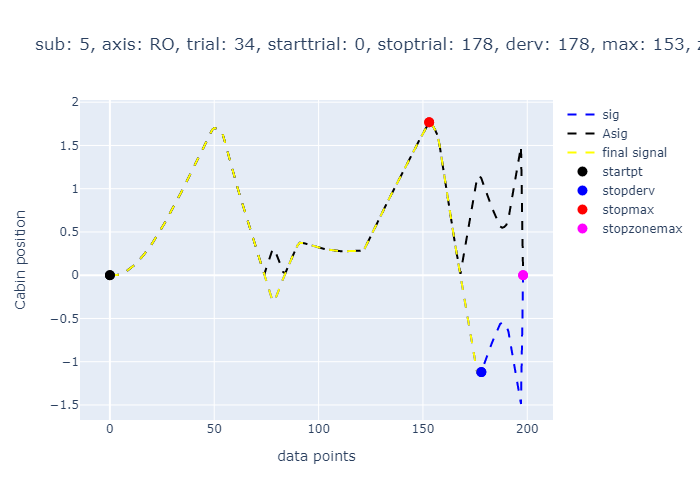 sub: 5, axis: RO, trial: 34, starttrial: 0, stoptrial: 178, derv: 178, max: 153, z
sig
Asig
final signal
startpt
stopderv
stopmax
stopzonemax
Cabin position
2
1.5
1
0.5
0
−0.5
−1
−1.5
0
50
100
150
200
data points